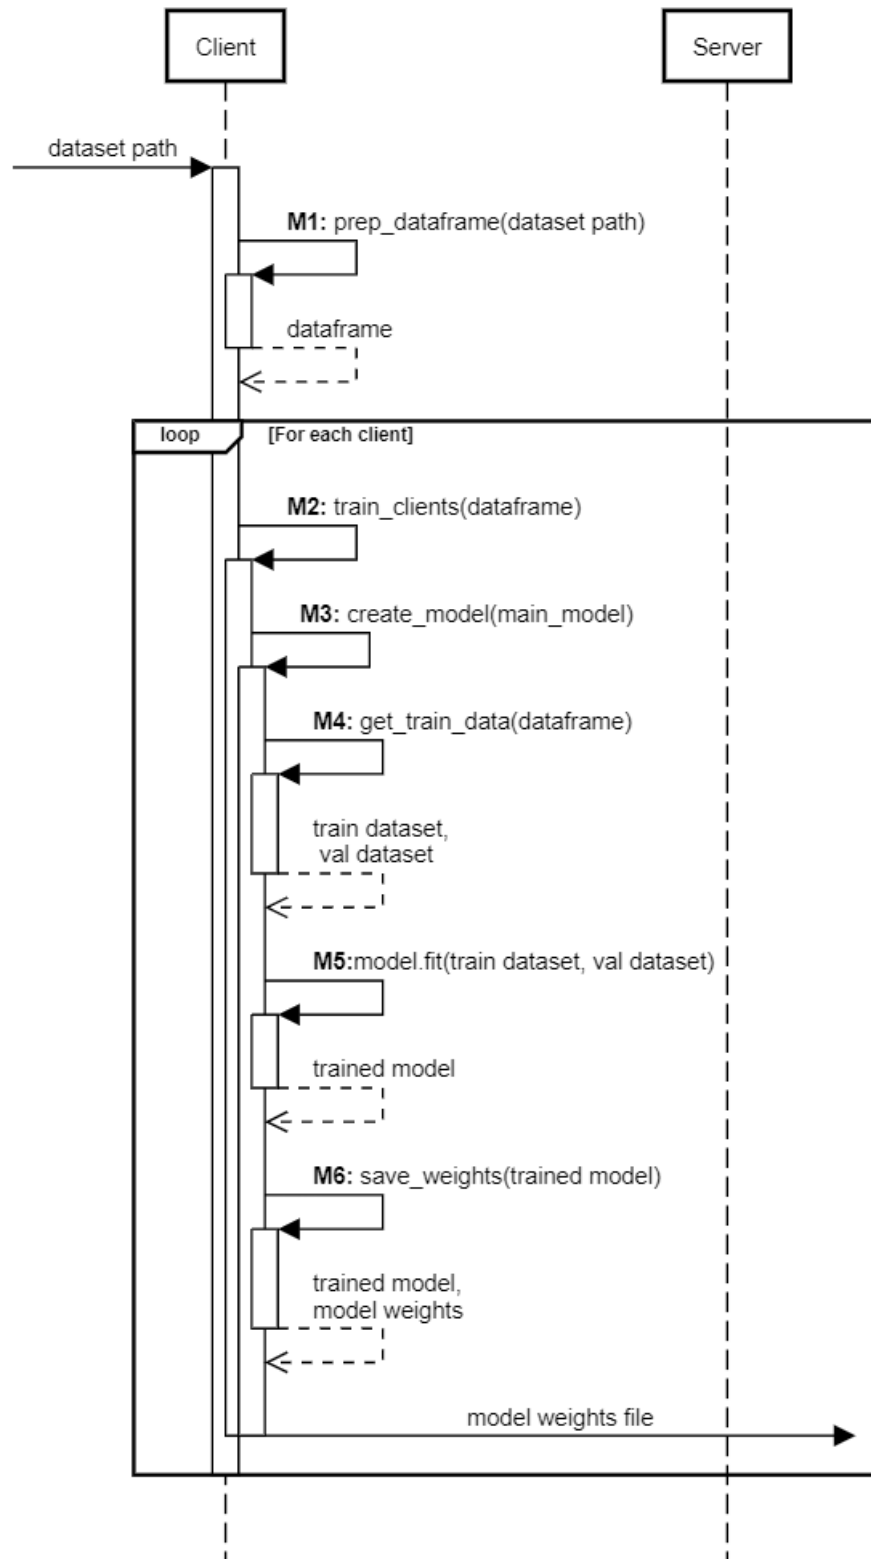 Client
Server
dataset path
M1: prep_dataframe(dataset path)
dataframe
loop
[For each client]
M2: train_clients(dataframe)
M3: create_model(main_model)
M4: get_train_data(dataframe)
train dataset,
val dataset
M5:model.fit(train dataset, val dataset)
trained model
M6: save_weights(trained model)
trained model,
model weights
model weights file